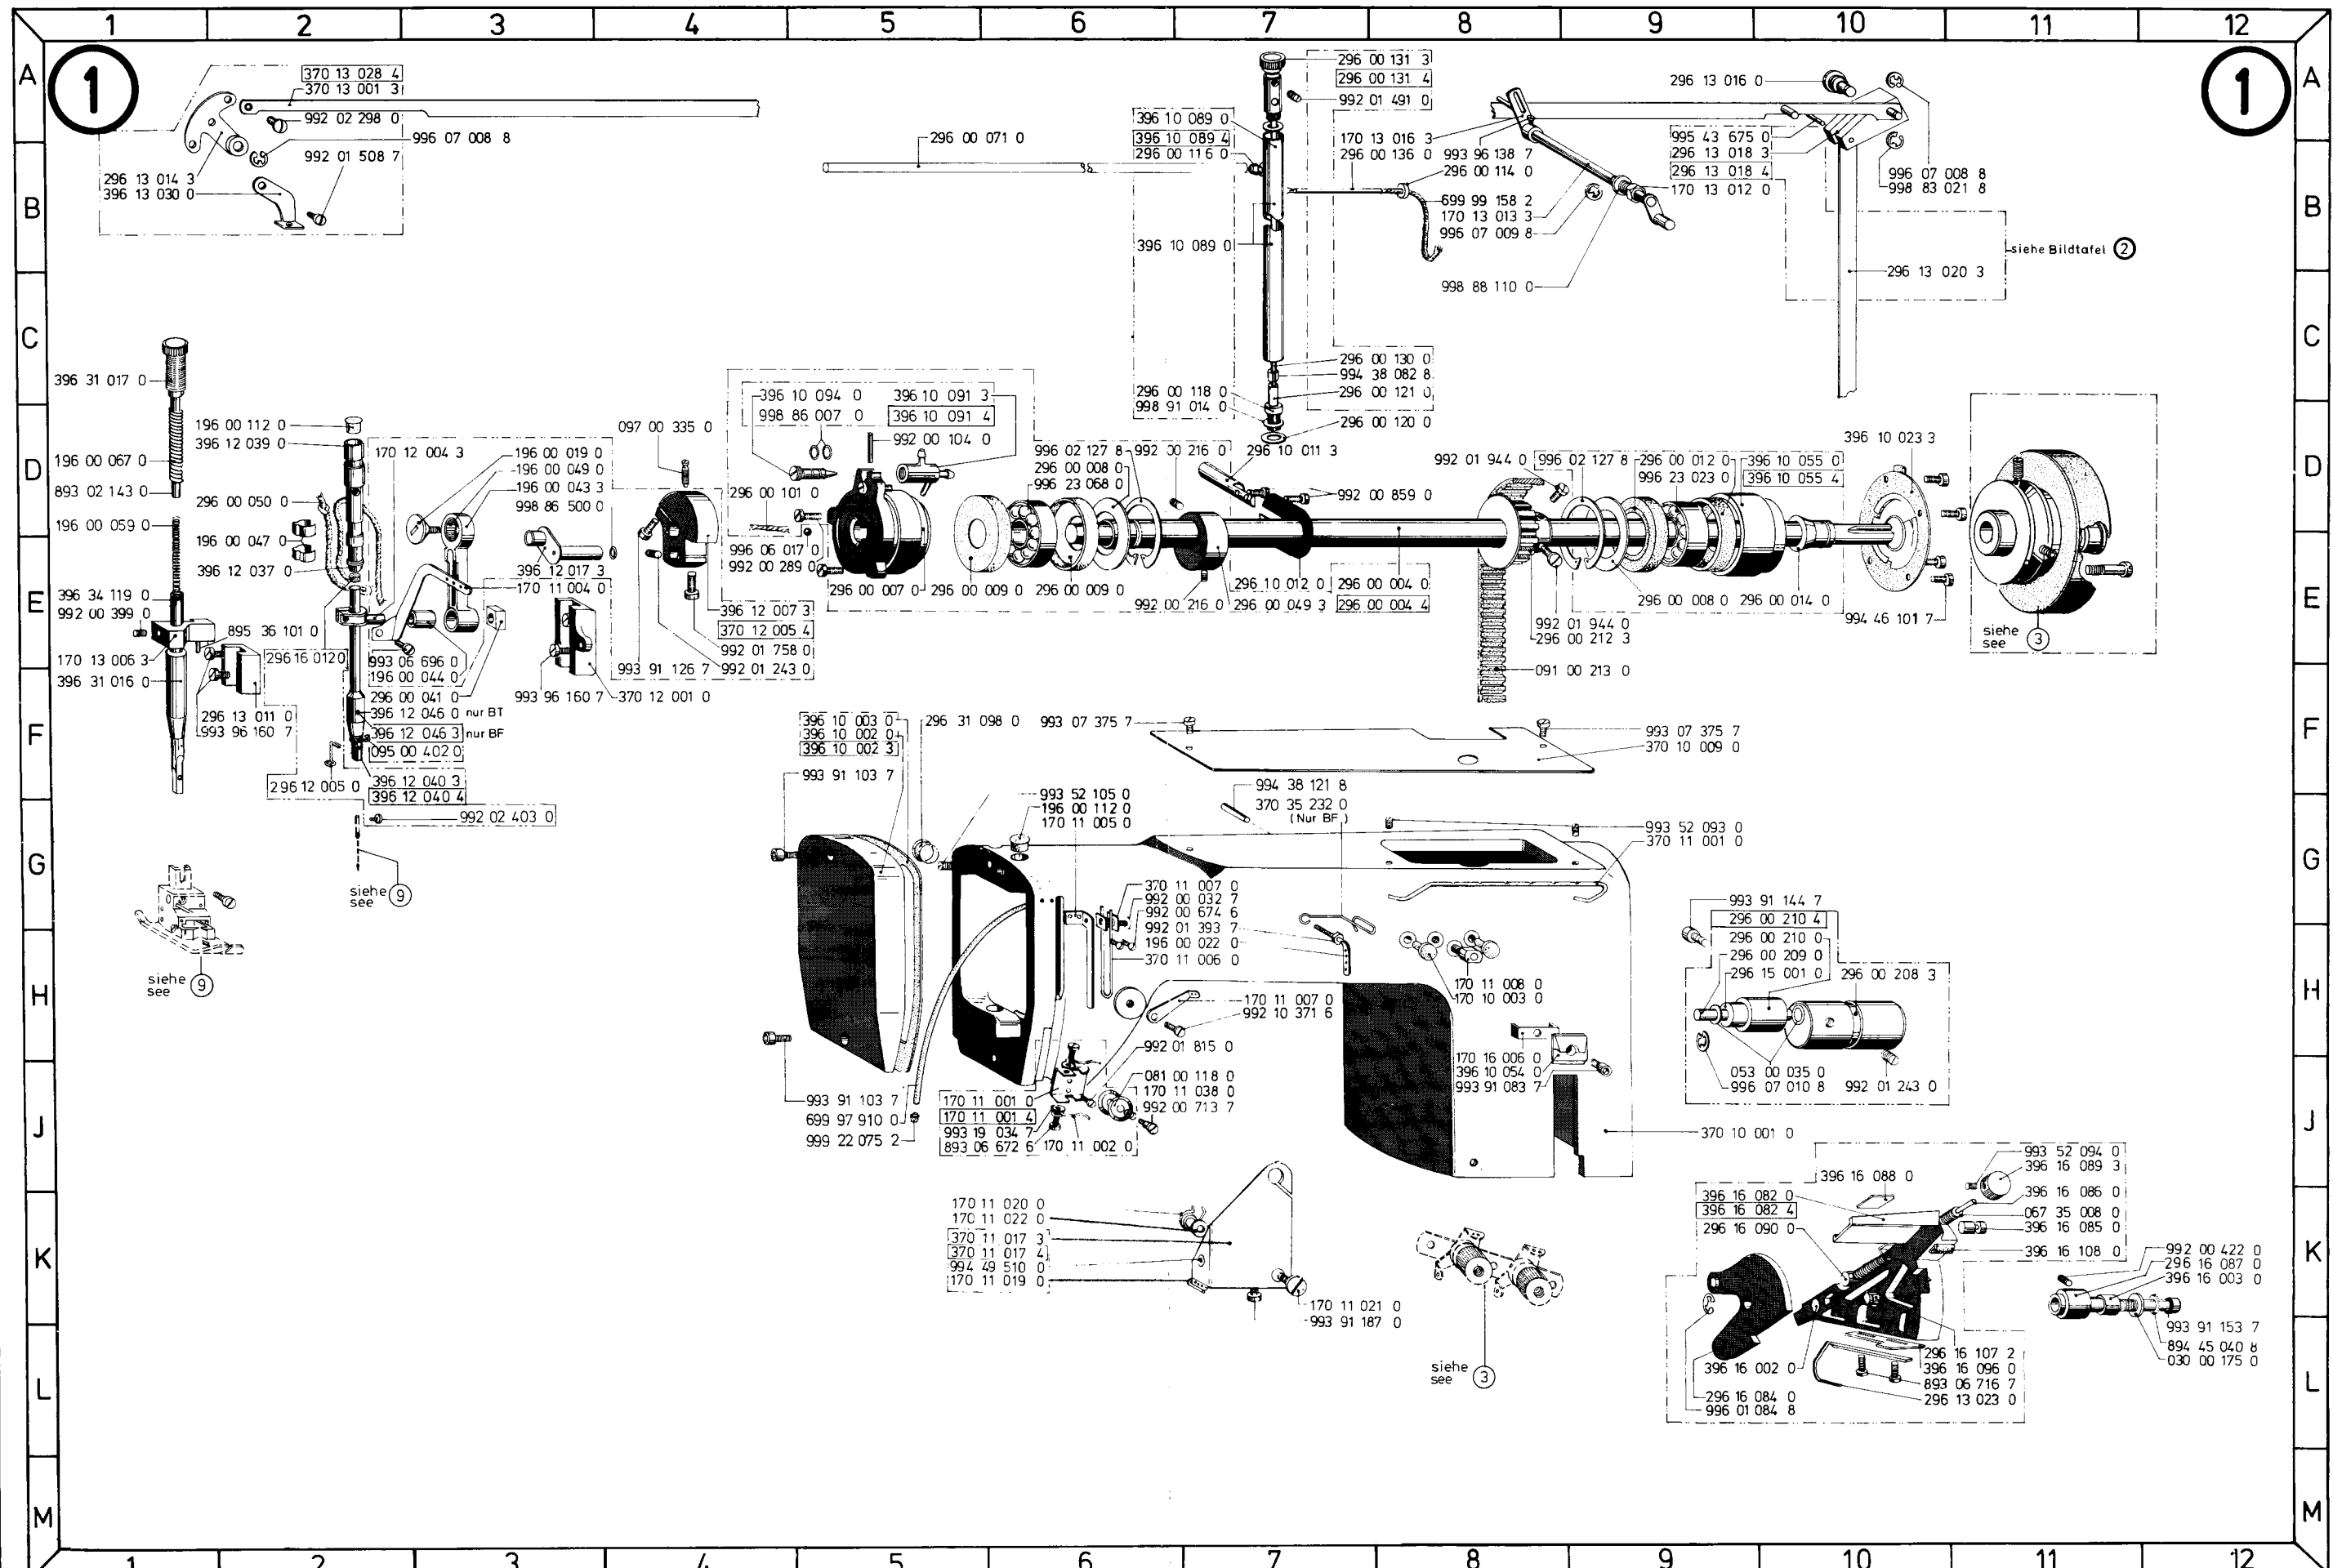 1 2 3 4 5 6 7 8 9 10 11 12
A
B
C
D
E
F
G
H
J
K
L
M
1
1
370 13 028 4
370 13 001 3
992 02 298 0
996 07 008 8
992 01 508 7
296 13 014 3
396 13 030 0
296 00 071 0
296 00 131 3
296 00 131 4
992 01 491 0
396 10 089 0
396 10 089 4
296 00 116 0
170 13 016 3
296 00 136 0
993 96 138 7
296 00 114 0
699 99 158 2
170 13 013 3
996 07 009 8
396 10 089 0
998 88 110 0
170 13 012 0
296 13 016 0
995 43 675 0
296 13 018 3
296 13 018 4
996 07 008 8
998 83 021 8
siehe Bildtafel 2
296 13 020 3
296 00 130 0
994 38 082 8
296 00 121 0
296 00 118 0
998 91 014 0
296 00 120 0
396 31 017 0
196 00 067 0
893 02 143 0
196 00 059 0
396 34 119 0
992 00 399 0
170 13 006 3
396 31 016 0
895 36 101 0
296 13 011 0
993 96 160 7
196 00 112 0
396 12 039 0
296 00 050 0
196 00 047 0
396 12 037 0
296 16 012 0
170 12 004 3
196 00 019 0
196 00 049 0
196 00 043 3
998 86 500 0
396 12 017 3
170 11 004 0
993 06 696 0
196 00 044 0
296 00 041 0
396 12 046 0 nur BT
396 12 046 3 nur BF
095 00 402 0
296 12 005 0
396 12 040 3
396 12 040 4
992 02 403 0
siehe
see 9
siehe
see 9
993 96 160 7
370 12 001 0
097 00 335 0
396 12 007 3
370 12 005 4
992 01 758 0
992 01 243 0
993 91 126 7
396 10 094 0
998 86 007 0
396 10 091 3
396 10 091 4
992 00 104 0
296 00 101 0
996 06 017 0
992 00 289 0
296 00 007 0
296 00 009 0
296 00 009 0
996 02 127 8
296 00 008 0
996 23 068 0
992 00 216 0
296 10 011 3
992 00 859 0
992 00 216 0
296 10 012 0
296 00 049 3
296 00 004 0
296 00 004 4
992 01 944 0
992 01 944 0
296 00 212 3
091 00 213 0
996 02 127 8
296 00 012 0
996 23 023 0
396 10 055 0
396 10 055 4
296 00 008 0
296 00 014 0
396 10 023 3
994 46 101 7
siehe
see 3
396 10 003 0
396 10 002 0
396 10 002 3
296 31 098 0
993 07 375 7
993 07 375 7
370 10 009 0
993 91 103 7
993 52 105 0
196 00 112 0
170 11 005 0
994 38 121 8
370 35 232 0
(Nur BF)
993 52 093 0
370 11 001 0
370 11 007 0
992 00 032 7
992 00 674 6
992 01 393 7
196 00 022 0
370 11 006 0
170 11 007 0
992 10 371 6
170 11 008 0
170 10 003 0
170 16 006 0
396 10 054 0
993 91 083 7
993 91 144 7
296 00 210 4
296 00 210 0
296 00 209 0
296 15 001 0
296 00 208 3
053 00 035 0
996 07 010 8
992 01 243 0
993 91 103 7
699 97 910 0
999 22 075 2
992 01 815 0
081 00 118 0
170 11 038 0
992 00 713 7
170 11 001 0
170 11 001 4
993 19 034 7
893 06 672 6
170 11 002 0
370 10 001 0
170 11 020 0
170 11 022 0
370 11 017 3
370 11 017 4
994 49 510 0
170 11 019 0
170 11 021 0
993 91 187 0
siehe
see 3
396 16 088 0
993 52 094 0
396 16 089 3
396 16 086 0
067 35 008 0
396 16 085 0
396 16 108 0
396 16 082 0
396 16 082 4
296 16 090 0
396 16 002 0
296 16 084 0
996 01 084 8
296 16 107 2
396 16 096 0
893 06 716 7
296 13 023 0
992 00 422 0
296 16 087 0
396 16 003 0
993 91 153 7
894 45 040 8
030 00 175 0
A
B
C
D
E
F
G
H
J
K
L
M
1 2 3 4 5 6 7 8 9 10 11 12